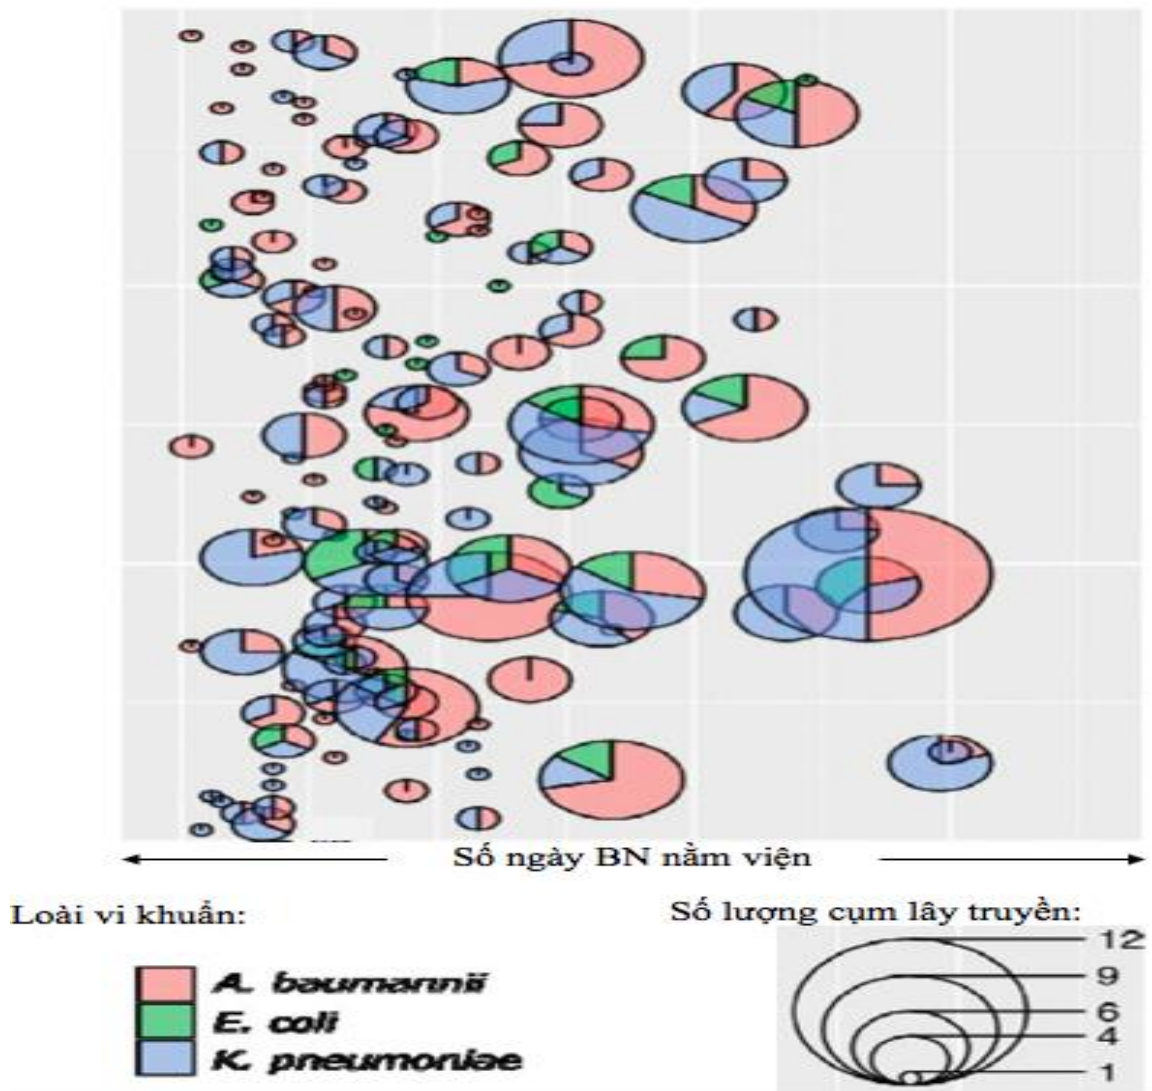 Số ngày BN nằm viện
Loài vi khuẩn:
Số lượng cụm lây truyền:
A. baumannii
E. coli
K. pneumoniae
12
9
6
4
1